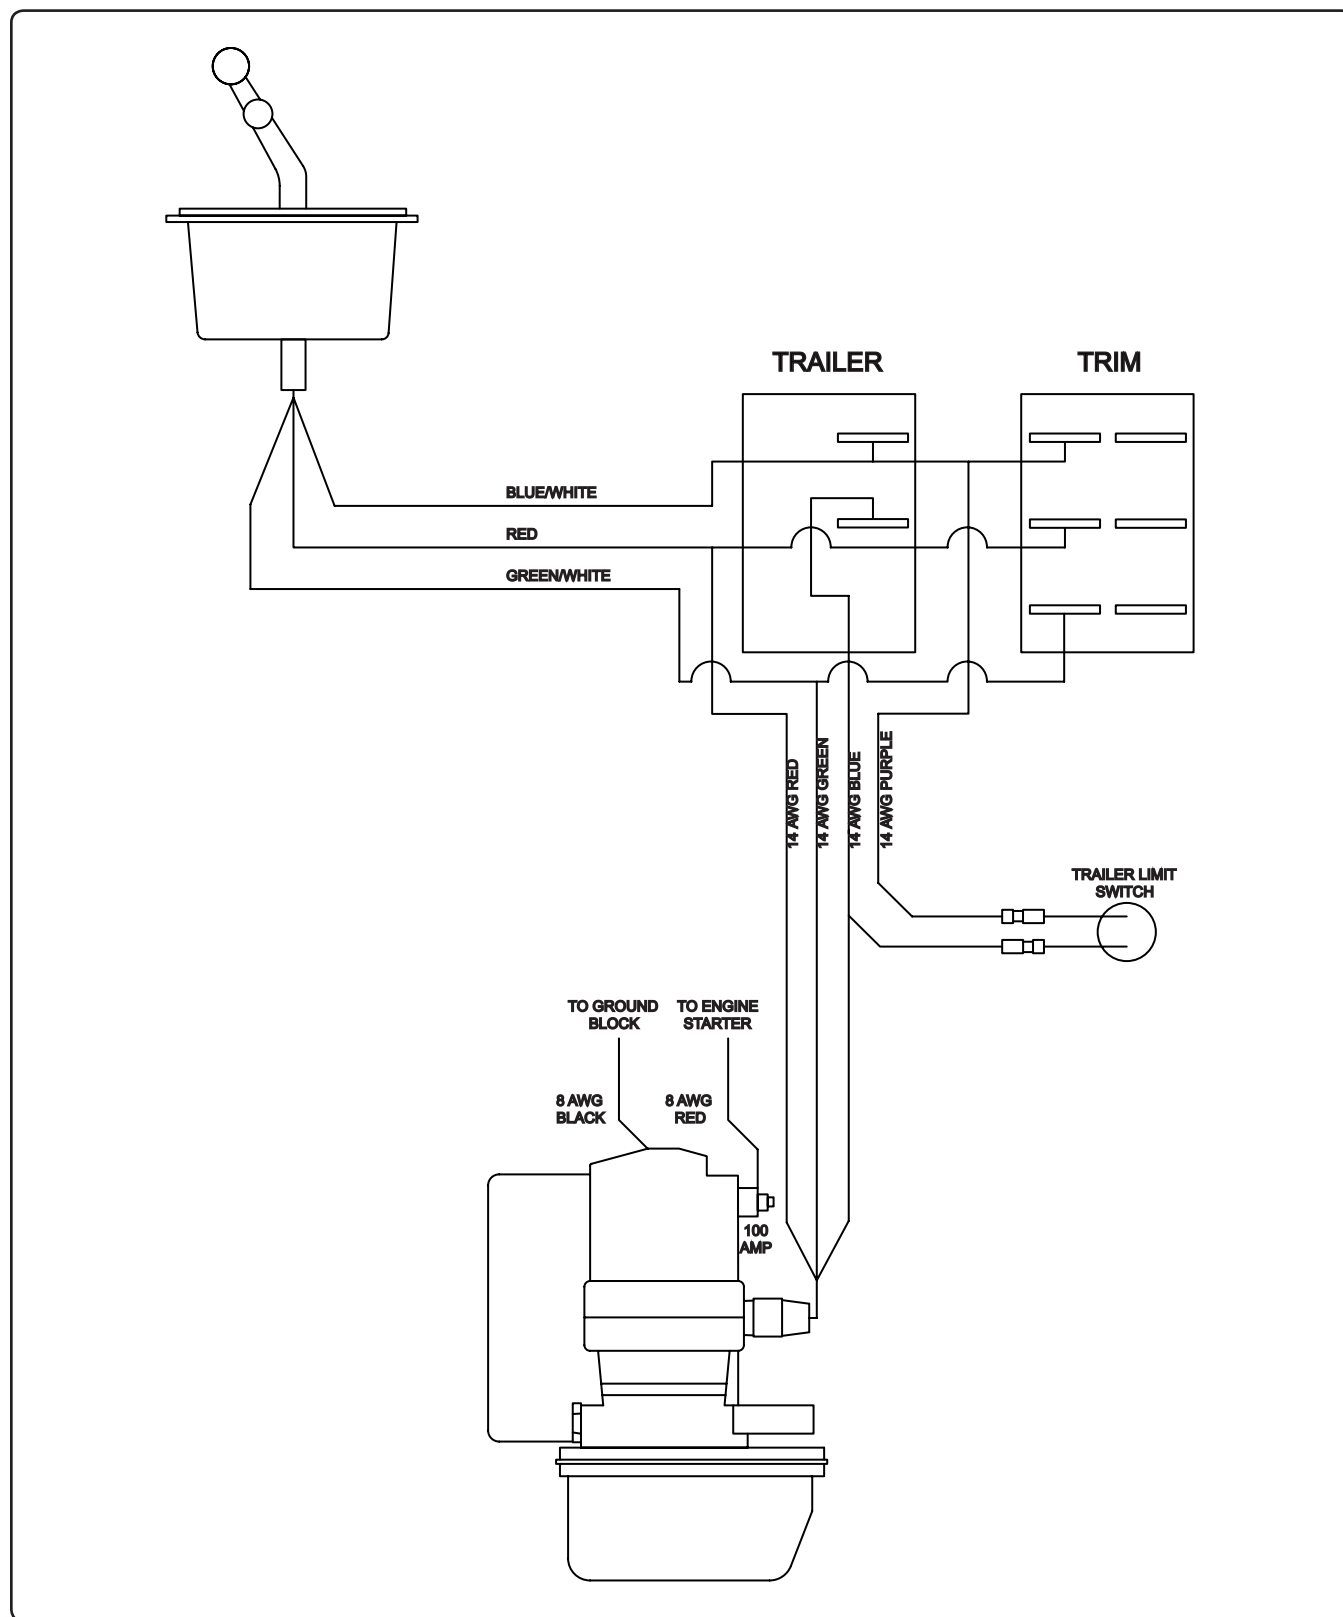 TRAILER
TRIM
BLUE/WHITE
RED
GREEN/WHITE
14 AWG RED
14 AWG GREEN
14 AWG BLUE
14 AWG PURPLE
TRAILER LIMIT
SWITCH
TO GROUND
BLOCK
TO ENGINE
STARTER
8 AWG
BLACK
8 AWG
RED
100
AMP